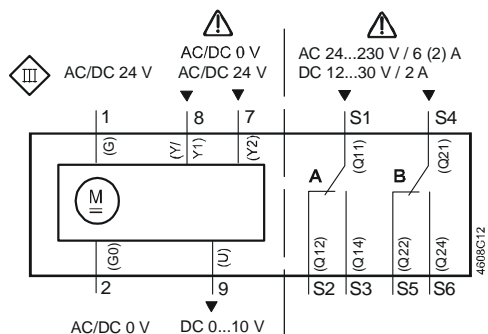 AC/DC 0 V
AC 24...230 V / 6 (2) A
III
AC/DC 24 V
AC/DC 24 V
DC 12...30 V / 2 A
1
8
7
S1
S4
(G)
(Y/
Y1)
(Y2)
(Q11)
(Q21)
A
B
M
(G0)
(U)
(Q12)
(Q14)
(Q22)
(Q24)
4608C12
2
9
S2
S3
S5
S6
AC/DC 0 V
DC 0...10 V